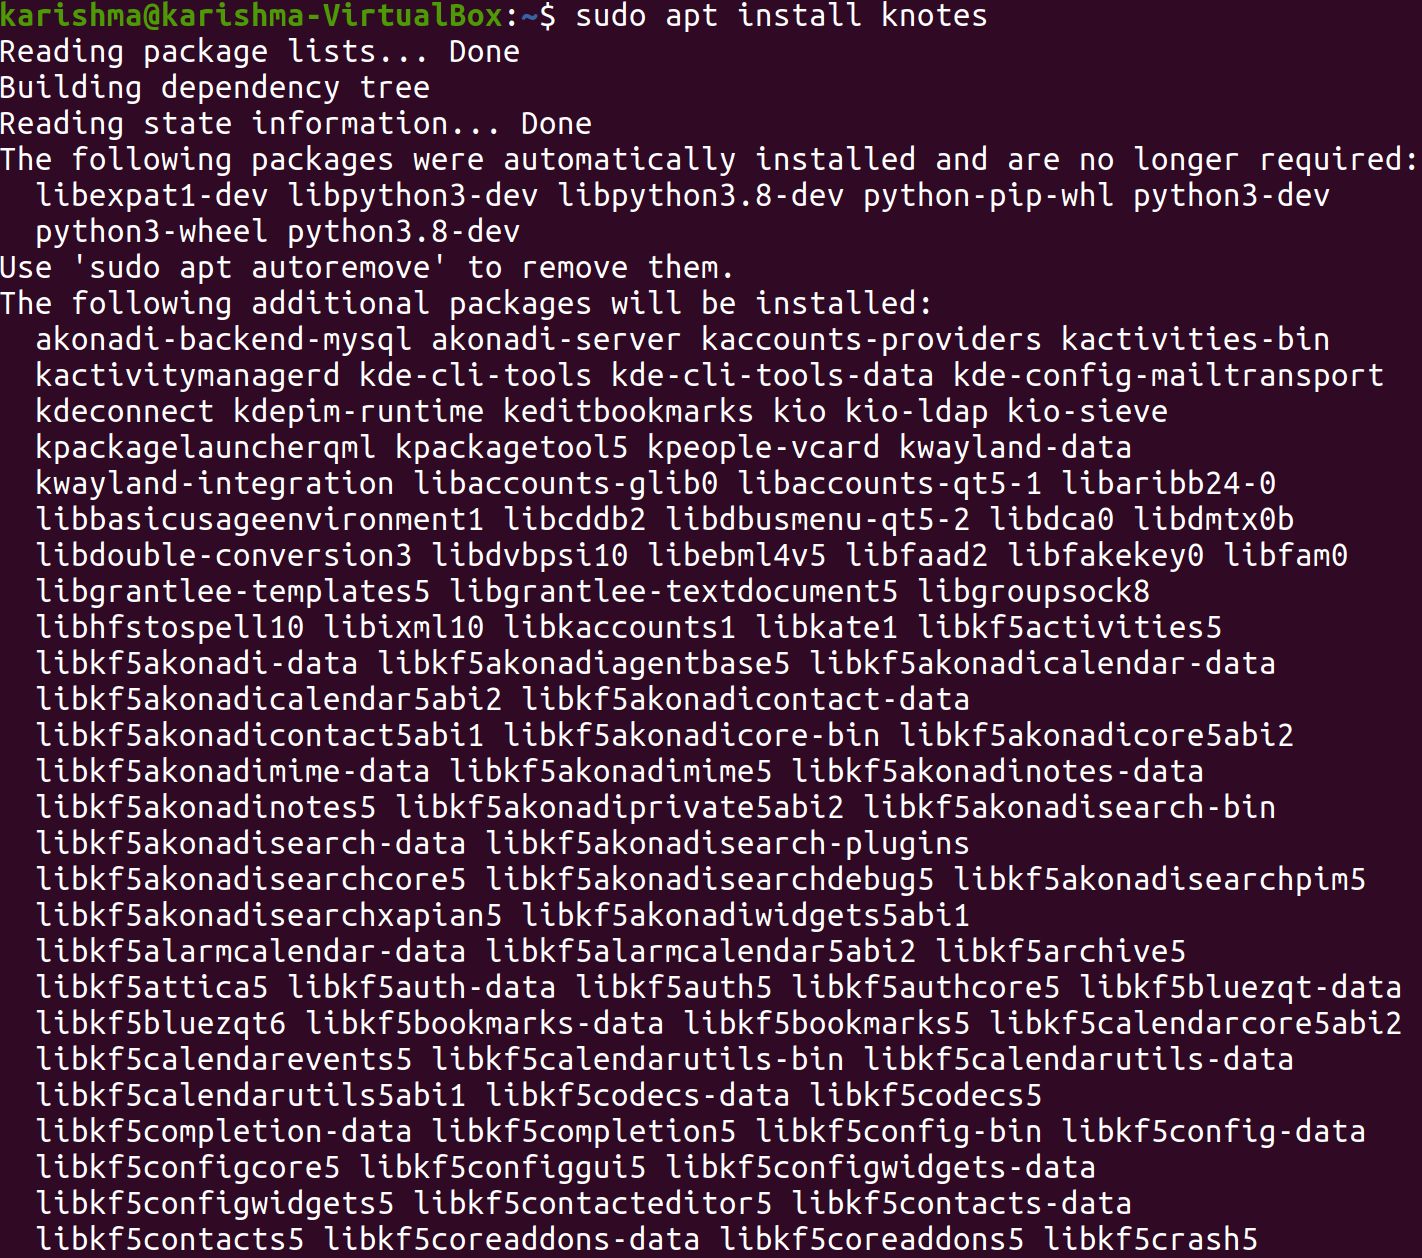 karishma@karishma-VirtualBox:~$ sudo apt install knotes
Reading package lists... Done
Building dependency tree
Reading state information... Done
The following packages were automatically installed and are no longer required:
  libexpat1-dev libpython3-dev libpython3.8-dev python-pip-whl python3-dev
  python3-wheel python3.8-dev
Use 'sudo apt autoremove' to remove them.
The following additional packages will be installed:
  akonadi-backend-mysql akonadi-server kaccounts-providers kactivities-bin
  kactivitymanagerd kde-cli-tools kde-cli-tools-data kde-config-mailtransport
  kdeconnect kdepim-runtime keditbookmarks kio kio-ldap kio-sieve
  kpackagelauncherqml kpackagetool5 kpeople-vcard kwayland-data
  kwayland-integration libaccounts-glib0 libaccounts-qt5-1 libaribb24-0
  libbasicusageenvironment1 libcddb2 libdbusmenu-qt5-2 libdca0 libdmtx0b
  libdouble-conversion3 libdvbpsi10 libebml4v5 libfaad2 libfakekey0 libfam0
  libgrantlee-templates5 libgrantlee-textdocument5 libgroupsock8
  libhfstospell10 libixml10 libkaccounts1 libkate1 libkf5activities5
  libkf5akonadi-data libkf5akonadiagentbase5 libkf5akonadicalendar-data
  libkf5akonadicalendar5abi2 libkf5akonadicontact-data
  libkf5akonadicontact5abi1 libkf5akonadicore-bin libkf5akonadicore5abi2
  libkf5akonadimime-data libkf5akonadimime5 libkf5akonadinotes-data
  libkf5akonadinotes5 libkf5akonadiprivate5abi2 libkf5akonadisearch-bin
  libkf5akonadisearch-data libkf5akonadisearch-plugins
  libkf5akonadisearchcore5 libkf5akonadisearchdebug5 libkf5akonadisearchpim5
  libkf5akonadisearchxapian5 libkf5akonadiwidgets5abi1
  libkf5alarmcalendar-data libkf5alarmcalendar5abi2 libkf5archive5
  libkf5attica5 libkf5auth-data libkf5auth5 libkf5authcore5 libkf5bluezqt-data
  libkf5bluezqt6 libkf5bookmarks-data libkf5bookmarks5 libkf5calendarcore5abi2
  libkf5calendarevents5 libkf5calendarutils-bin libkf5calendarutils-data
  libkf5calendarutils5abi1 libkf5codecs-data libkf5codecs5
  libkf5completion-data libkf5completion5 libkf5config-bin libkf5config-data
  libkf5configcore5 libkf5configgui5 libkf5configwidgets-data
  libkf5configwidgets5 libkf5contacteditor5 libkf5contacts-data
  libkf5contacts5 libkf5coreaddons-data libkf5coreaddons5 libkf5crash5